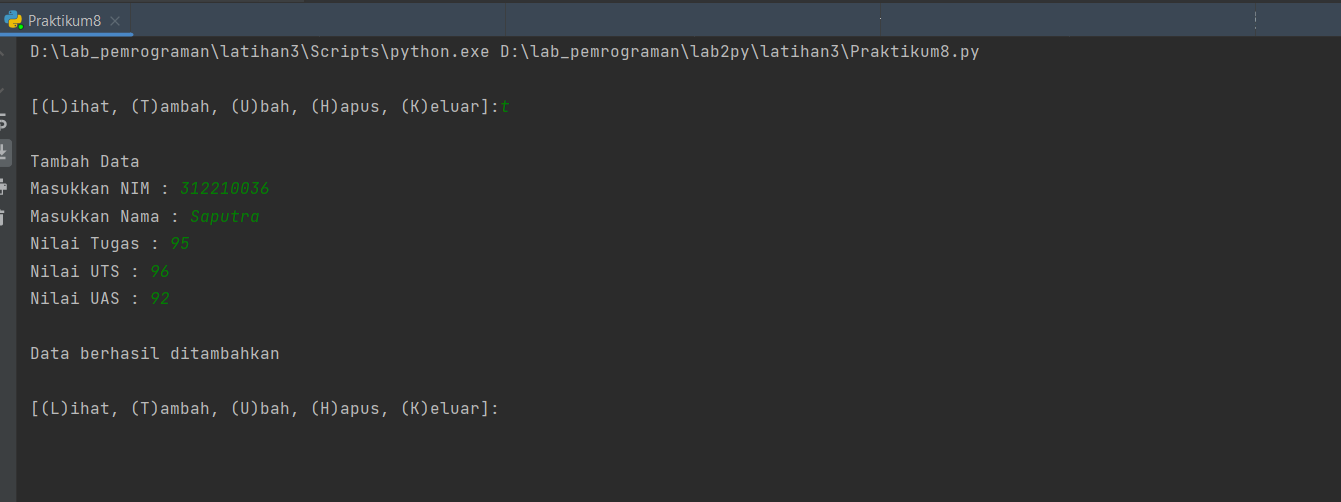 Praktikum8
D:\lab_pemrograman\latihan3\Scripts\python.exe D:\lab_pemrograman\lab2py\latihan3\Praktikum8.py
[(L)ihat, (T)ambah, (U)bah, (H)apus, (K)eluar]:t
Tambah Data
Masukkan NIM : 312210036
Masukkan Nama : Saputra
Nilai Tugas : 95
Nilai UTS : 96
Nilai UAS : 92
Data berhasil ditambahkan
[(L)ihat, (T)ambah, (U)bah, (H)apus, (K)eluar]: